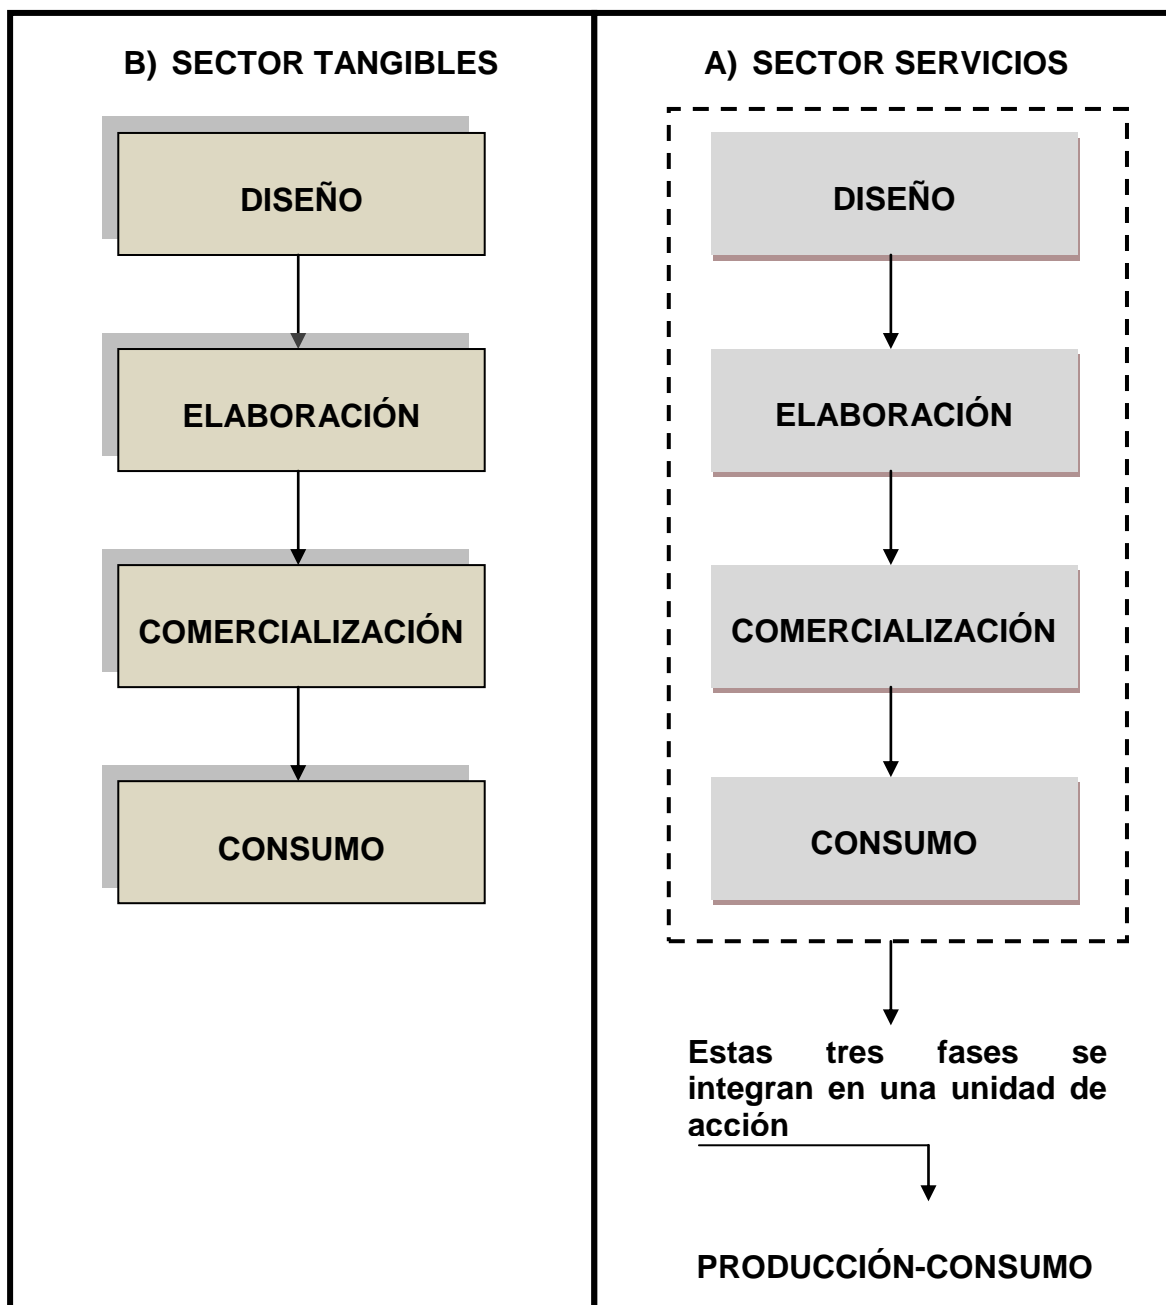 B) SECTOR TANGIBLES
DISEÑO
ELABORACIÓN
COMERCIALIZACIÓN
CONSUMO
A) SECTOR SERVICIOS
DISEÑO
ELABORACIÓN
COMERCIALIZACIÓN
CONSUMO
Estas tres fases se
integran en una unidad de
acción
PRODUCCIÓN-CONSUMO